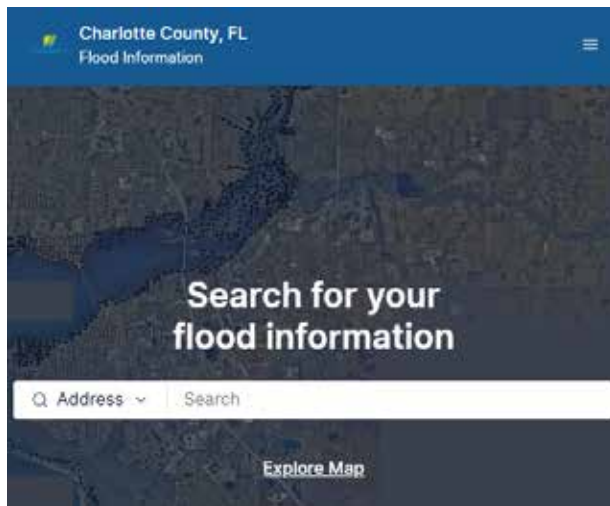 Charlotte County, FL
Flood Information
Search for your
flood information
Address Search
Explore Map